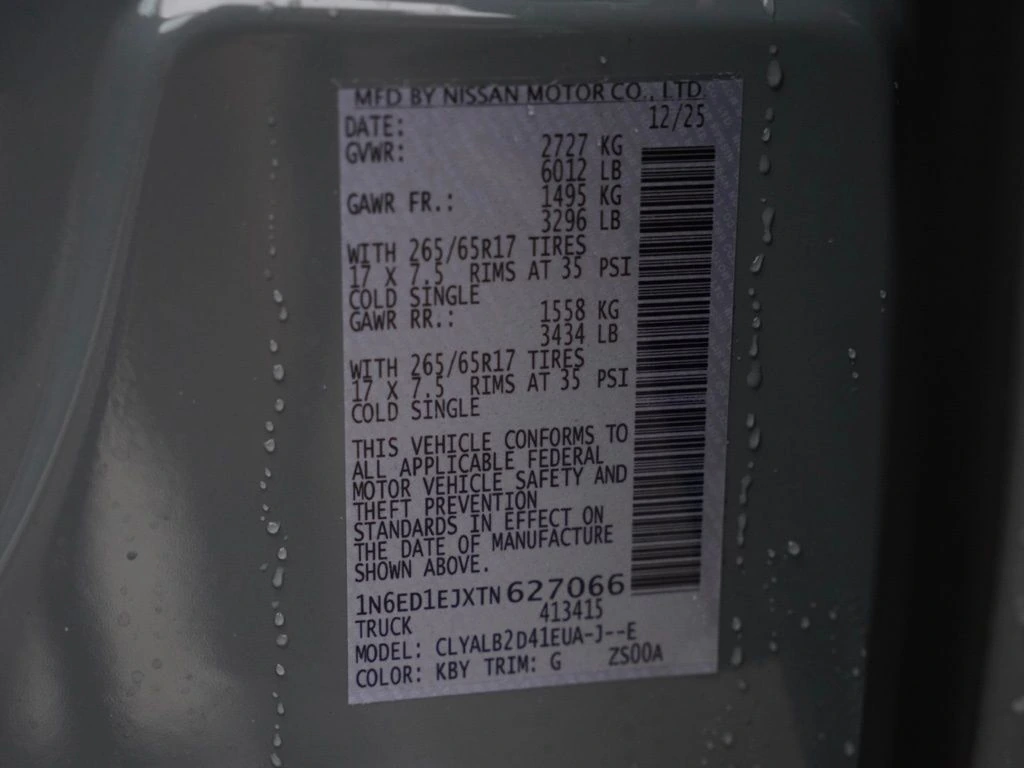 MFD BY NISSAN MOTOR CO., LTD.
DATE: 12/25
GVWR: 2727 KG
6012 LB
GAWR FR.: 1495 KG
3296 LB
WITH 265/65R17 TIRES
17 X 7.5 RIMS AT 35 PSI
COLD SINGLE
GAWR RR.: 1558 KG
3434 LB
WITH 265/65R17 TIRES
17 X 7.5 RIMS AT 35 PSI
COLD SINGLE
THIS VEHICLE CONFORMS TO
ALL APPLICABLE FEDERAL
MOTOR VEHICLE SAFETY AND
THEFT PREVENTION
STANDARDS IN EFFECT ON
THE DATE OF MANUFACTURE
SHOWN ABOVE.
1N6ED1EJXTN627066
TRUCK 413415
MODEL: CLYALB2D41EUA-J--E
COLOR: KBY TRIM: G ZS00A